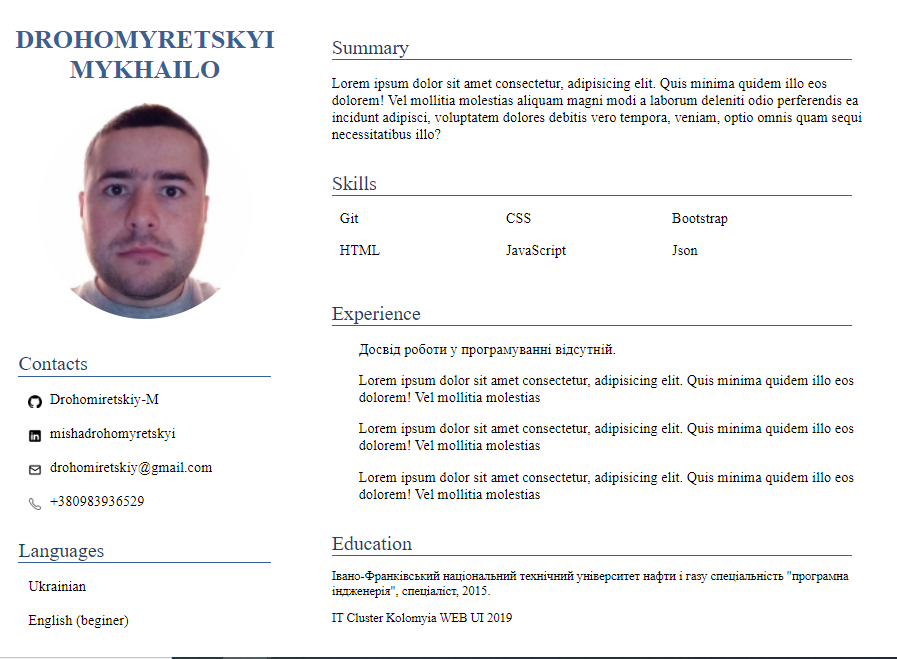 DROHOMYRETSKYI
MYKHAILO
Contacts
Drohomiretskiy-M
mishadrohomyretskyi
drohomiretskiy@gmail.com
+380983936529
Languages
Ukrainian
English (beginer)
Summary
Lorem ipsum dolor sit amet consectetur, adipisicing elit. Quis minima quidem illo eos
dolorem! Vel mollitia molestias aliquam magni modi a laborum deleniti odio perferendis ea
incidunt adipisci, voluptatem dolores debitis vero tempora, veniam, optio omnis quam sequi
necessitatibus illo?
Skills
Git CSS Bootstrap
HTML JavaScript Json
Experience
Досвід роботи у програмуванні відсутній.
Lorem ipsum dolor sit amet consectetur, adipisicing elit. Quis minima quidem illo eos
dolorem! Vel mollitia molestias
Lorem ipsum dolor sit amet consectetur, adipisicing elit. Quis minima quidem illo eos
dolorem! Vel mollitia molestias
Lorem ipsum dolor sit amet consectetur, adipisicing elit. Quis minima quidem illo eos
dolorem! Vel mollitia molestias
Education
Івано-Франківський національний технічний університет нафти і газу спеціальність "програмна
індженерія", спеціаліст, 2015.
IT Cluster Kolomyia WEB UI 2019